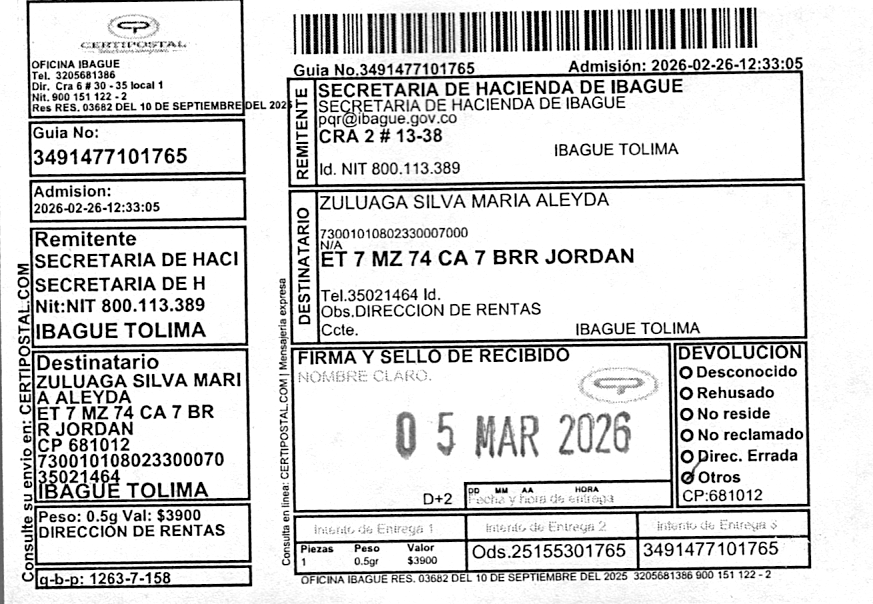 CERTIPOSTAL
OFICINA IBAGUE
Tel. 3205681386
Dir. Cra 6 # 30 - 35 local 1
Nit. 900 151 122 - 2
Res RES. 03682 DEL 10 DE SEPTIEMBRE DEL 2025
Guia No:
3491477101765
Admision:
2026-02-26-12:33:05
Remitente
SECRETARIA DE HACI
SECRETARIA DE H
Nit:NIT 800.113.389
IBAGUE TOLIMA
Destinatario
ZULUAGA SILVA MARI
A ALEYDA
ET 7 MZ 74 CA 7 BR
R JORDAN
CP 681012
730010108023300070
35021464
IBAGUE TOLIMA
Peso: 0.5g Val: $3900
DIRECCIÓN DE RENTAS
q-b-p: 1263-7-158
Consulte su envio en: CERTIPOSTAL.COM
Guia No.3491477101765
Admisión: 2026-02-26-12:33:05
REMITENTE
SECRETARIA DE HACIENDA DE IBAGUE
SECRETARIA DE HACIENDA DE IBAGUE
pqr@ibague.gov.co
CRA 2 # 13-38
IBAGUE TOLIMA
Id. NIT 800.113.389
DESTINATARIO
ZULUAGA SILVA MARIA ALEYDA
73001010802330007000
N/A
ET 7 MZ 74 CA 7 BRR JORDAN
Tel.35021464 Id.
Obs.DIRECCION DE RENTAS
Ccte.
IBAGUE TOLIMA
Consulta en linea: CERTIPOSTAL.COM | Mensajería expresa
FIRMA Y SELLO DE RECIBIDO
NOMBRE CLARO.
05 MAR 2026
D+2
DD MM AA HORA
Fecha y hora de entrega
DEVOLUCIÓN
Desconocido
Rehusado
No reside
No reclamado
Direc. Errada
Otros
CP:681012
Intento de Entrega 1
Intento de Entrega 2
Intento de Entrega 3
Piezas Peso Valor
1 0.5gr $3900
Ods.25155301765
3491477101765
OFICINA IBAGUE RES. 03682 DEL 10 DE SEPTIEMBRE DEL 2025 3205681386 900 151 122 - 2